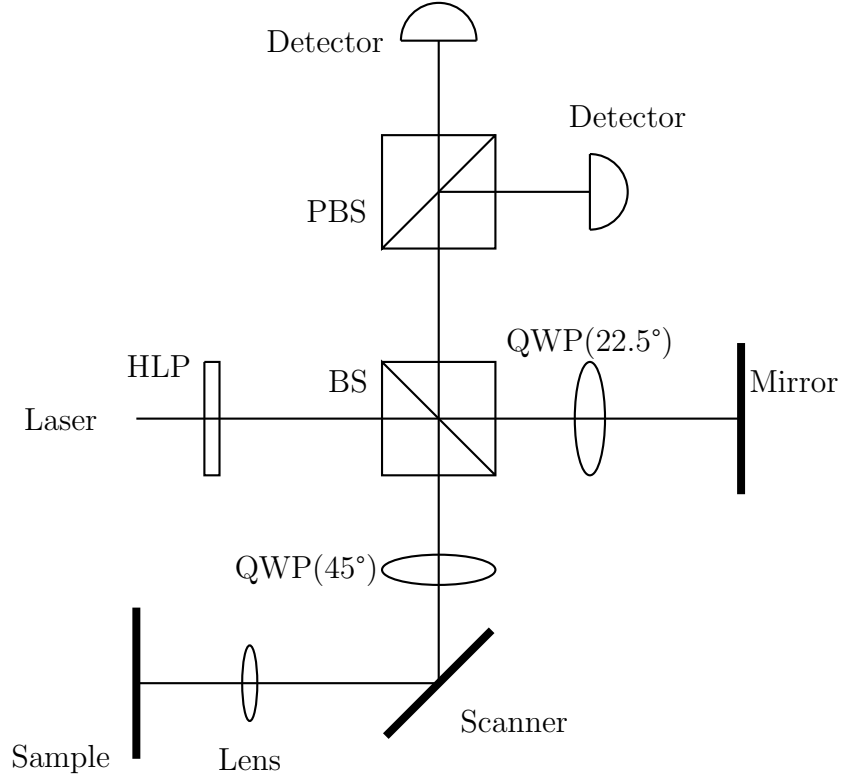 Detector
Detector
PBS
QWP(22.5°)
HLP
BS
Mirror
Laser
QWP(45°)
Scanner
Sample
Lens